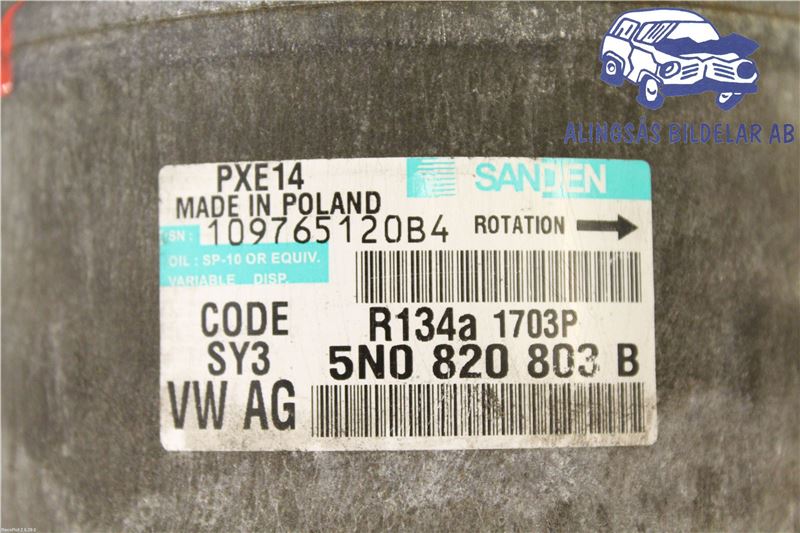 ALINGSÅS BILDELAR AB
PXE14
SANDEN
MADE IN POLAND
SN: 109765120B4
ROTATION
OIL : SP-10 OR EQUIV.
VARIABLE DISP.
CODE
R134a 1703P
SY3
5N0 820 803 B
VW AG